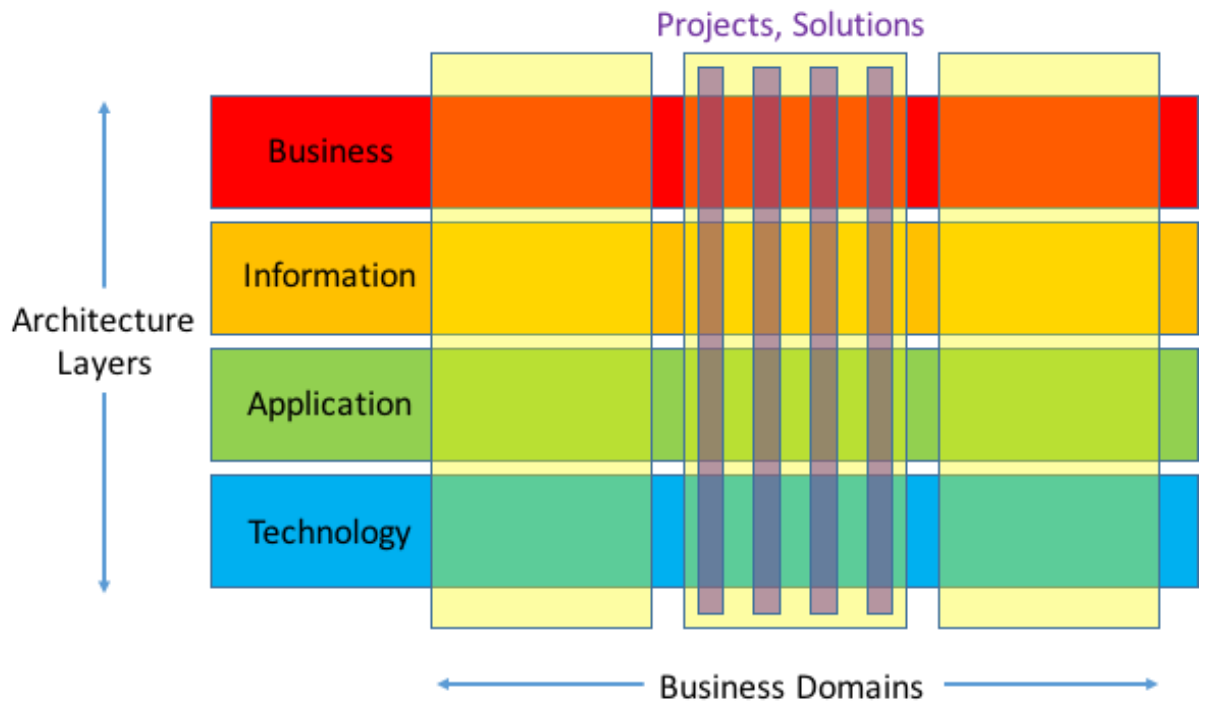 Projects, Solutions
Business
Information
Architecture
Layers
Application
Technology
Business Domains